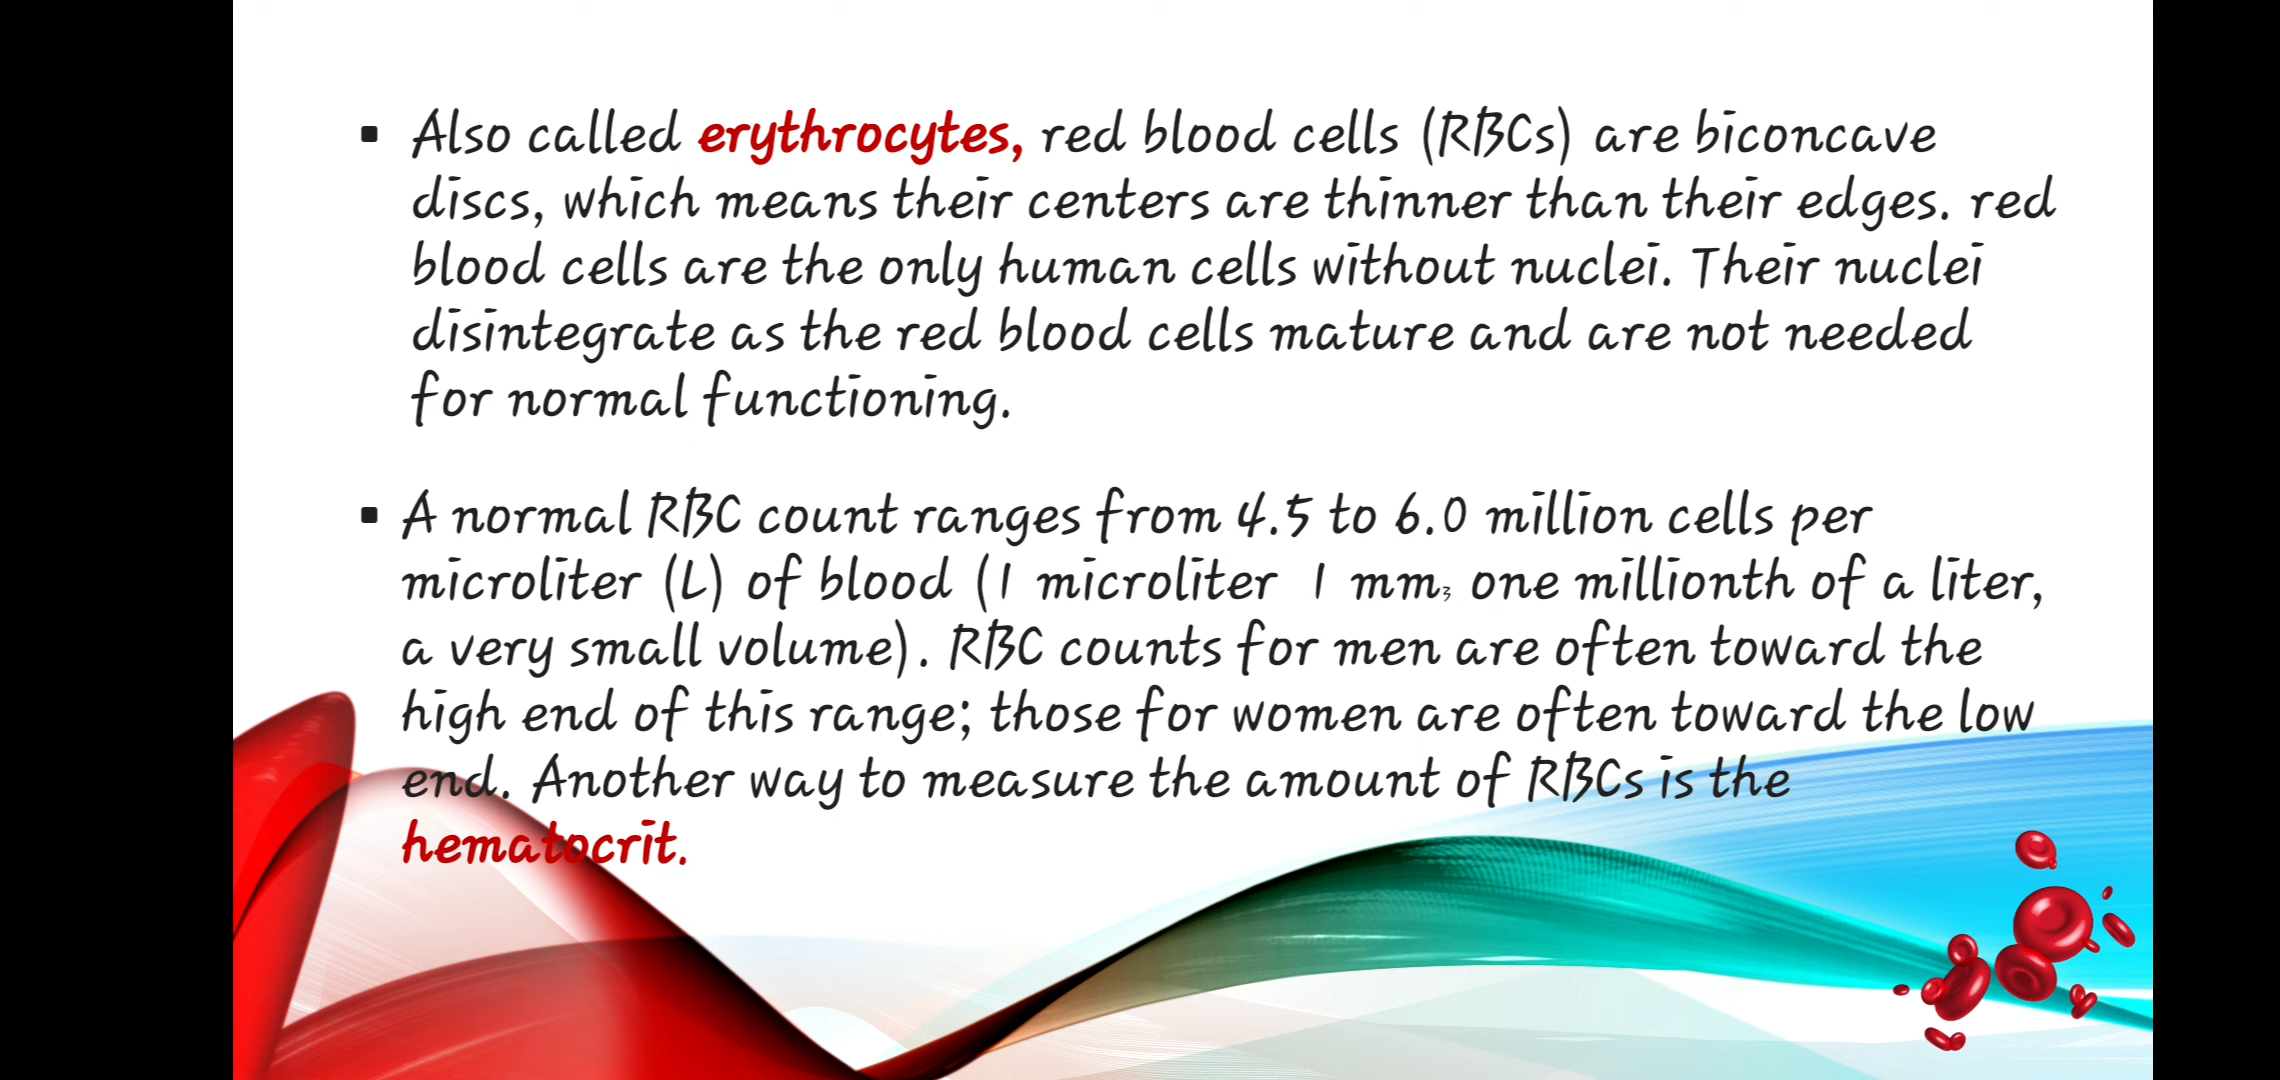 ▪ Also called erythrocytes, red blood cells (RBCs) are biconcave
discs, which means their centers are thinner than their edges. red
blood cells are the only human cells without nuclei. Their nuclei
disintegrate as the red blood cells mature and are not needed
for normal functioning.
▪ A normal RBC count ranges from 4.5 to 6.0 million cells per
microliter (L) of blood (1 microliter 1 mm₃ one millionth of a liter,
a very small volume). RBC counts for men are often toward the
high end of this range; those for women are often toward the low
end. Another way to measure the amount of RBCs is the
hematocrit.